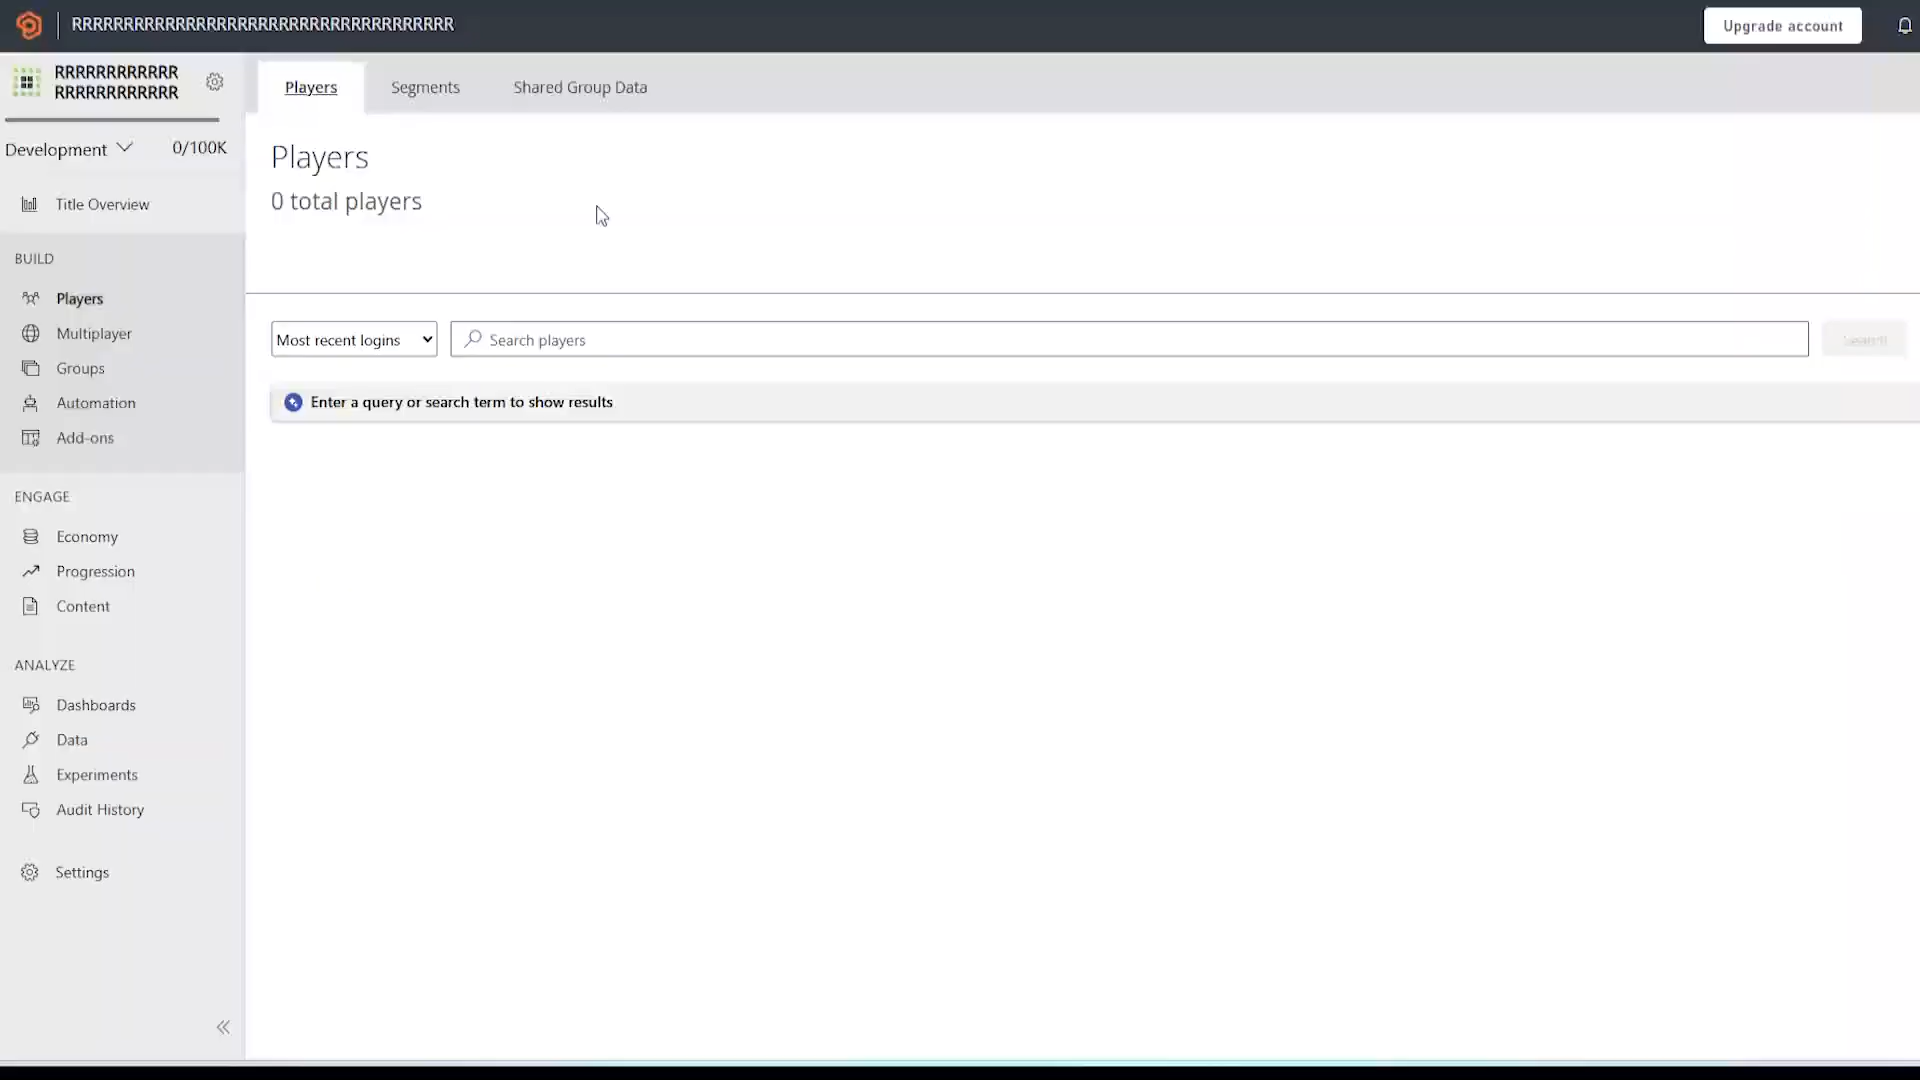 RRRRRRRRRRRRRRRRRRRRRRRRRRRRRRRRRRRRR
Upgrade account
RRRRRRRRRRRR
RRRRRRRRRRRR
Players
Segments
Shared Group Data
Development
0/100K
Players
0 total players
Title Overview
BUILD
Players
Multiplayer
Groups
Automation
Add-ons
Most recent logins
Search players
Search
Enter a query or search term to show results
ENGAGE
Economy
Progression
Content
ANALYZE
Dashboards
Data
Experiments
Audit History
Settings